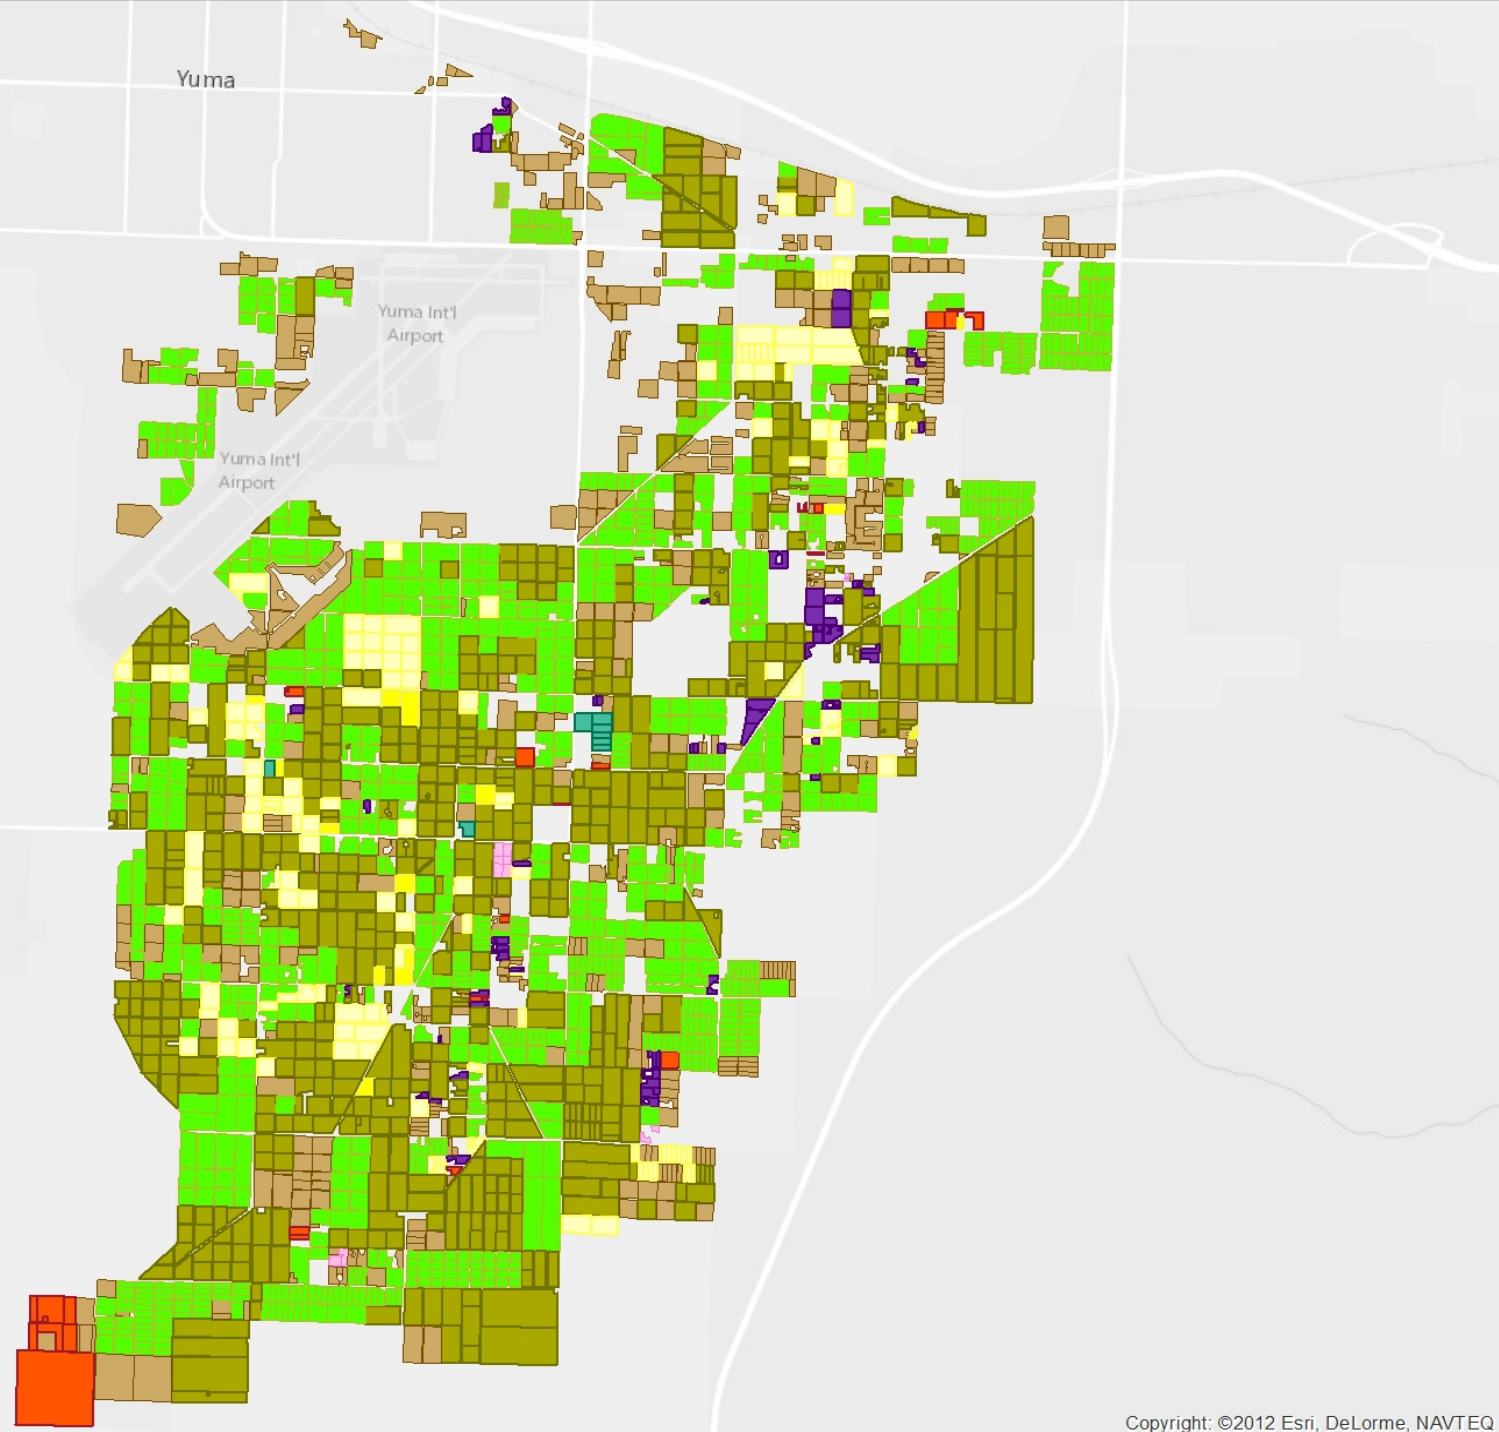 Yuma
Yuma Int'l
Airport
Yuma Int'l
Airport
Copyright: ©2012 Esri, DeLorme, NAVTEQ